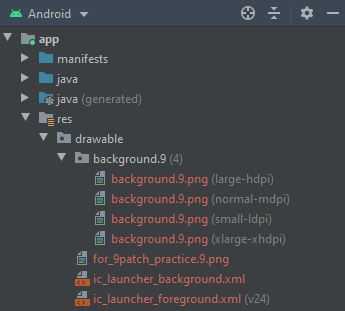 Android
app
manifests
java
java (generated)
res
drawable
background.9 (4)
background.9.png (large-hdpi)
background.9.png (normal-mdpi)
background.9.png (small-ldpi)
background.9.png (xlarge-xhdpi)
for_9patch_practice.9.png
ic_launcher_background.xml
ic_launcher_foreground.xml (v24)